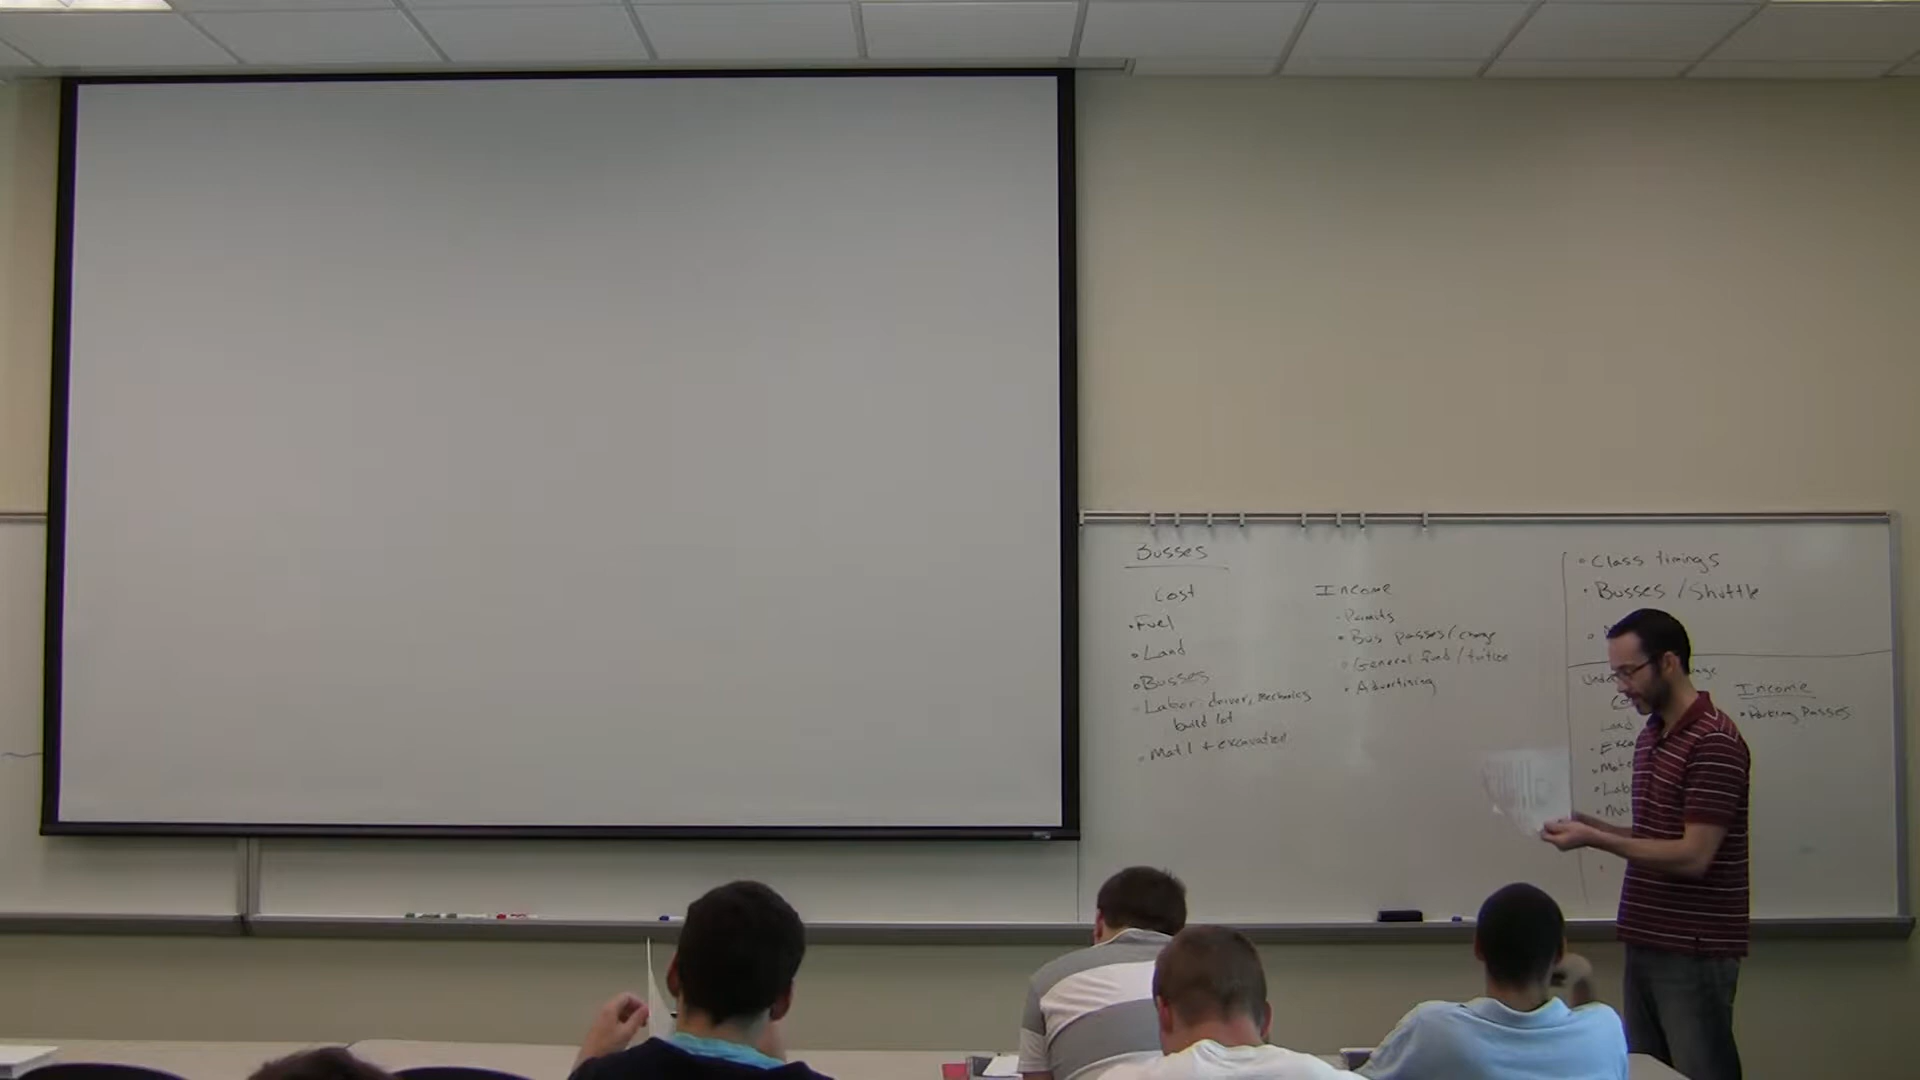 Busses
Cost
• Fuel
• Land
• Busses
- Labor: driver, mechanics
build lot
• Mat'l + excavation
Income
- Permits
• Bus passes/
• General fund / tuition
• Advertising
• Class timings
• Busses / Shuttle
Land
Income
• Parking Passes